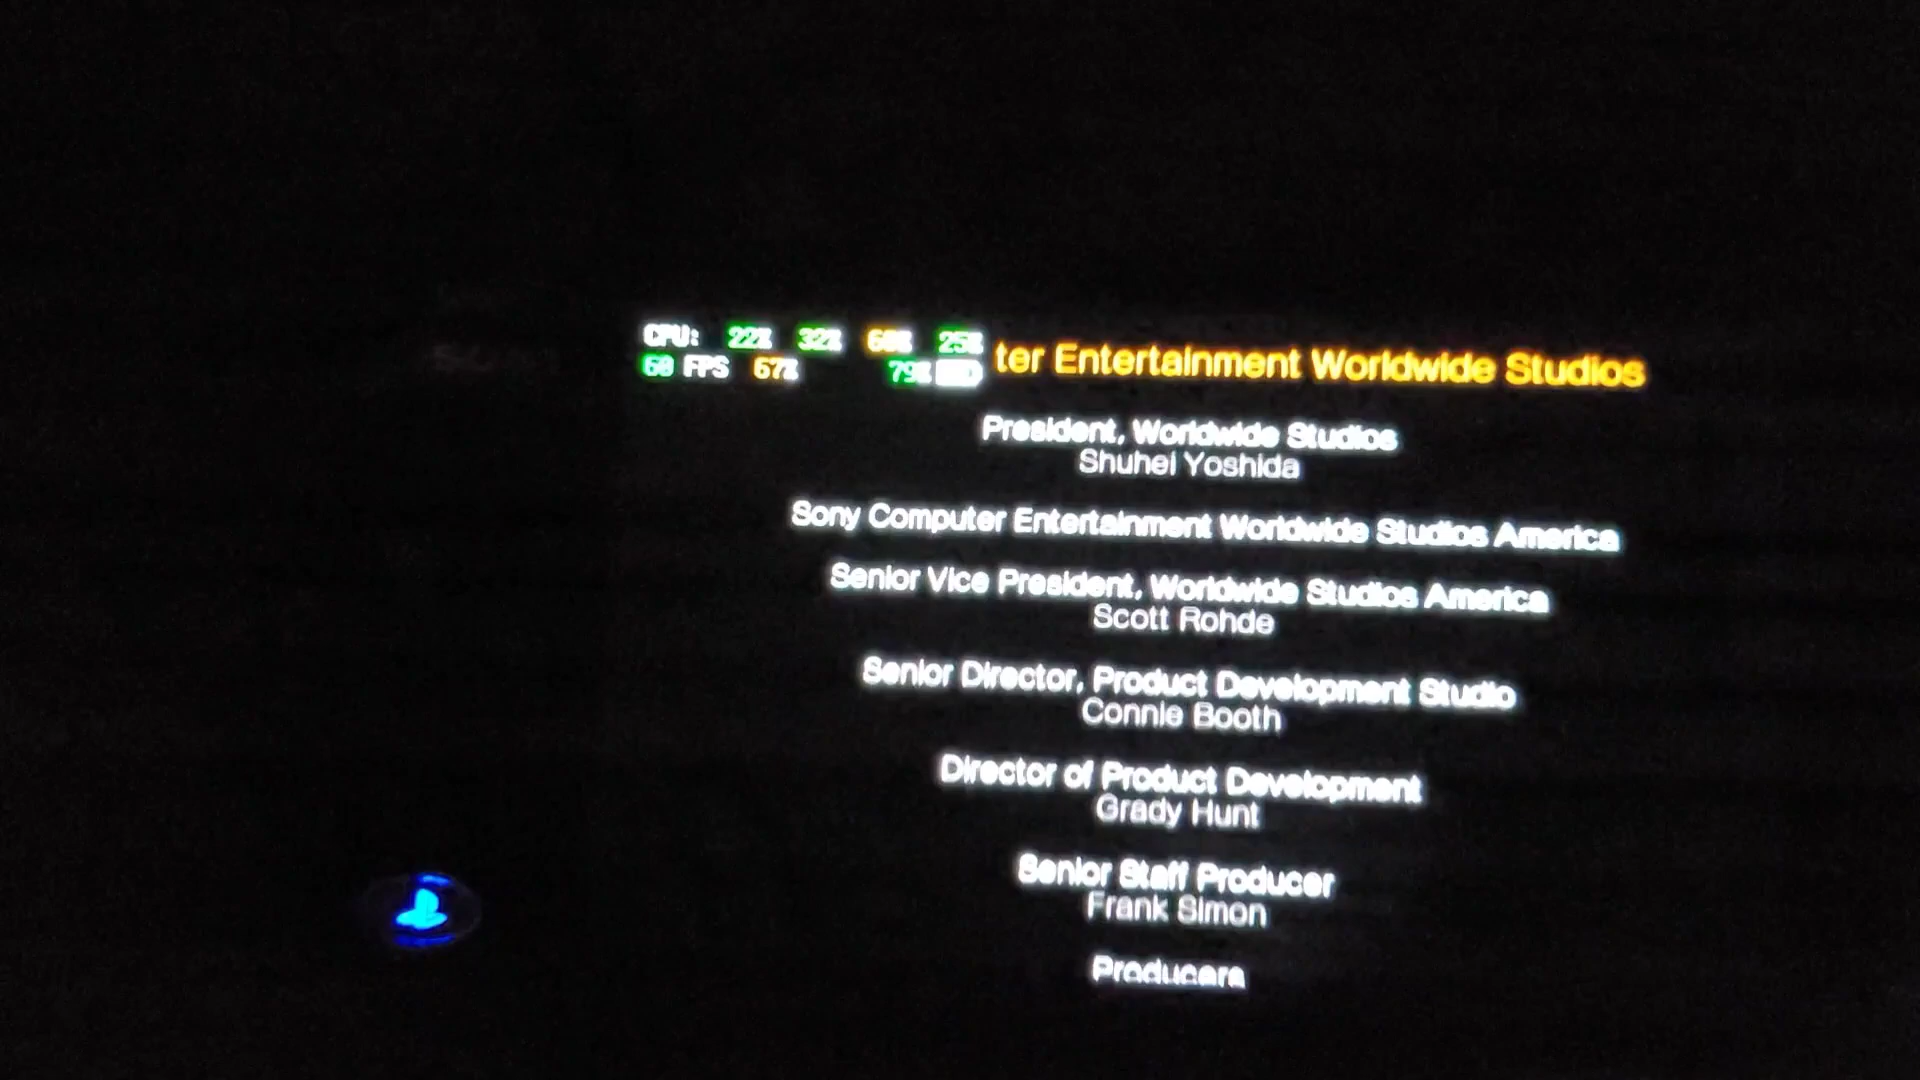 CPU: 22% 32% 60% 25%
60 FPS 67% 79%
ter Entertainment Worldwide Studios
President, Worldwide Studios
Shuhei Yoshida
Sony Computer Entertainment Worldwide Studios America
Senior Vice President, Worldwide Studios America
Scott Rohde
Senior Director, Product Development Studio
Connie Booth
Director of Product Development
Grady Hunt
Senior Staff Producer
Frank Simon
Producers